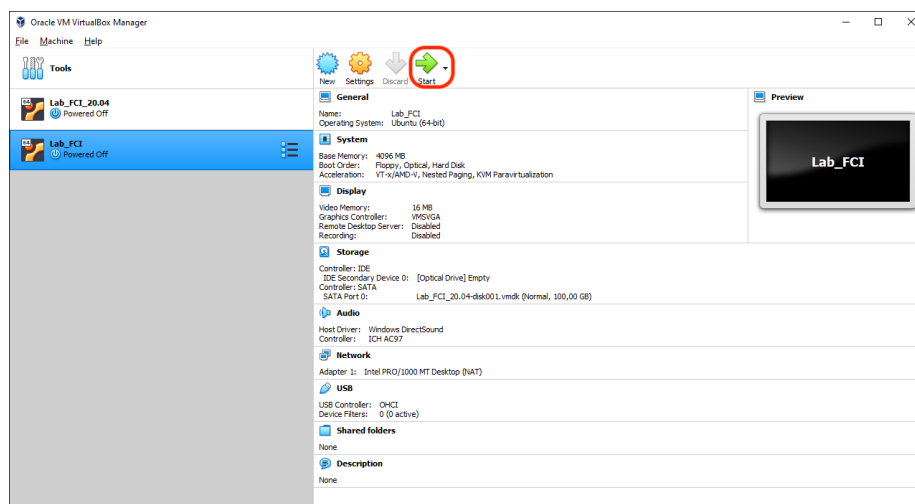 Oracle VM VirtualBox Manager
File Machine Help
Tools
New Settings Discard Start
64
Lab_FCI_20.04
Powered Off
64
Lab_FCI
Powered Off
General
Name: Lab_FCI
Operating System: Ubuntu (64-bit)
System
Base Memory: 4096 MB
Boot Order: Floppy, Optical, Hard Disk
Acceleration: VT-x/AMD-V, Nested Paging, KVM Paravirtualization
Display
Video Memory: 16 MB
Graphics Controller: VMSVGA
Remote Desktop Server: Disabled
Recording: Disabled
Storage
Controller: IDE
IDE Secondary Device 0: [Optical Drive] Empty
Controller: SATA
SATA Port 0: Lab_FCI_20.04-disk001.vmdk (Normal, 100,00 GB)
Audio
Host Driver: Windows DirectSound
Controller: ICH AC97
Network
Adapter 1: Intel PRO/1000 MT Desktop (NAT)
USB
USB Controller: OHCI
Device Filters: 0 (0 active)
Shared folders
None
Description
None
Preview
Lab_FCI